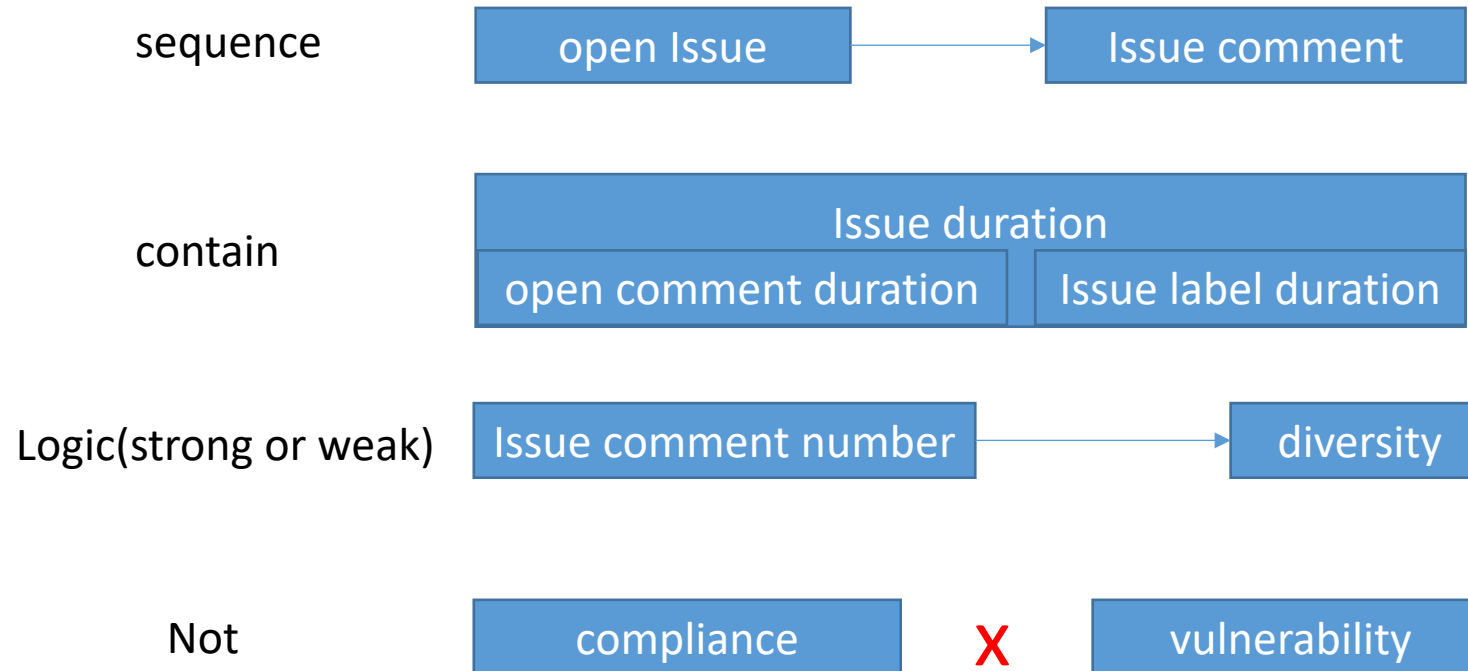 sequence
open Issue
Issue comment
contain
Issue duration
open comment duration
Issue label duration
Logic(strong or weak)
Issue comment number
diversity
Not
compliance
X
vulnerability